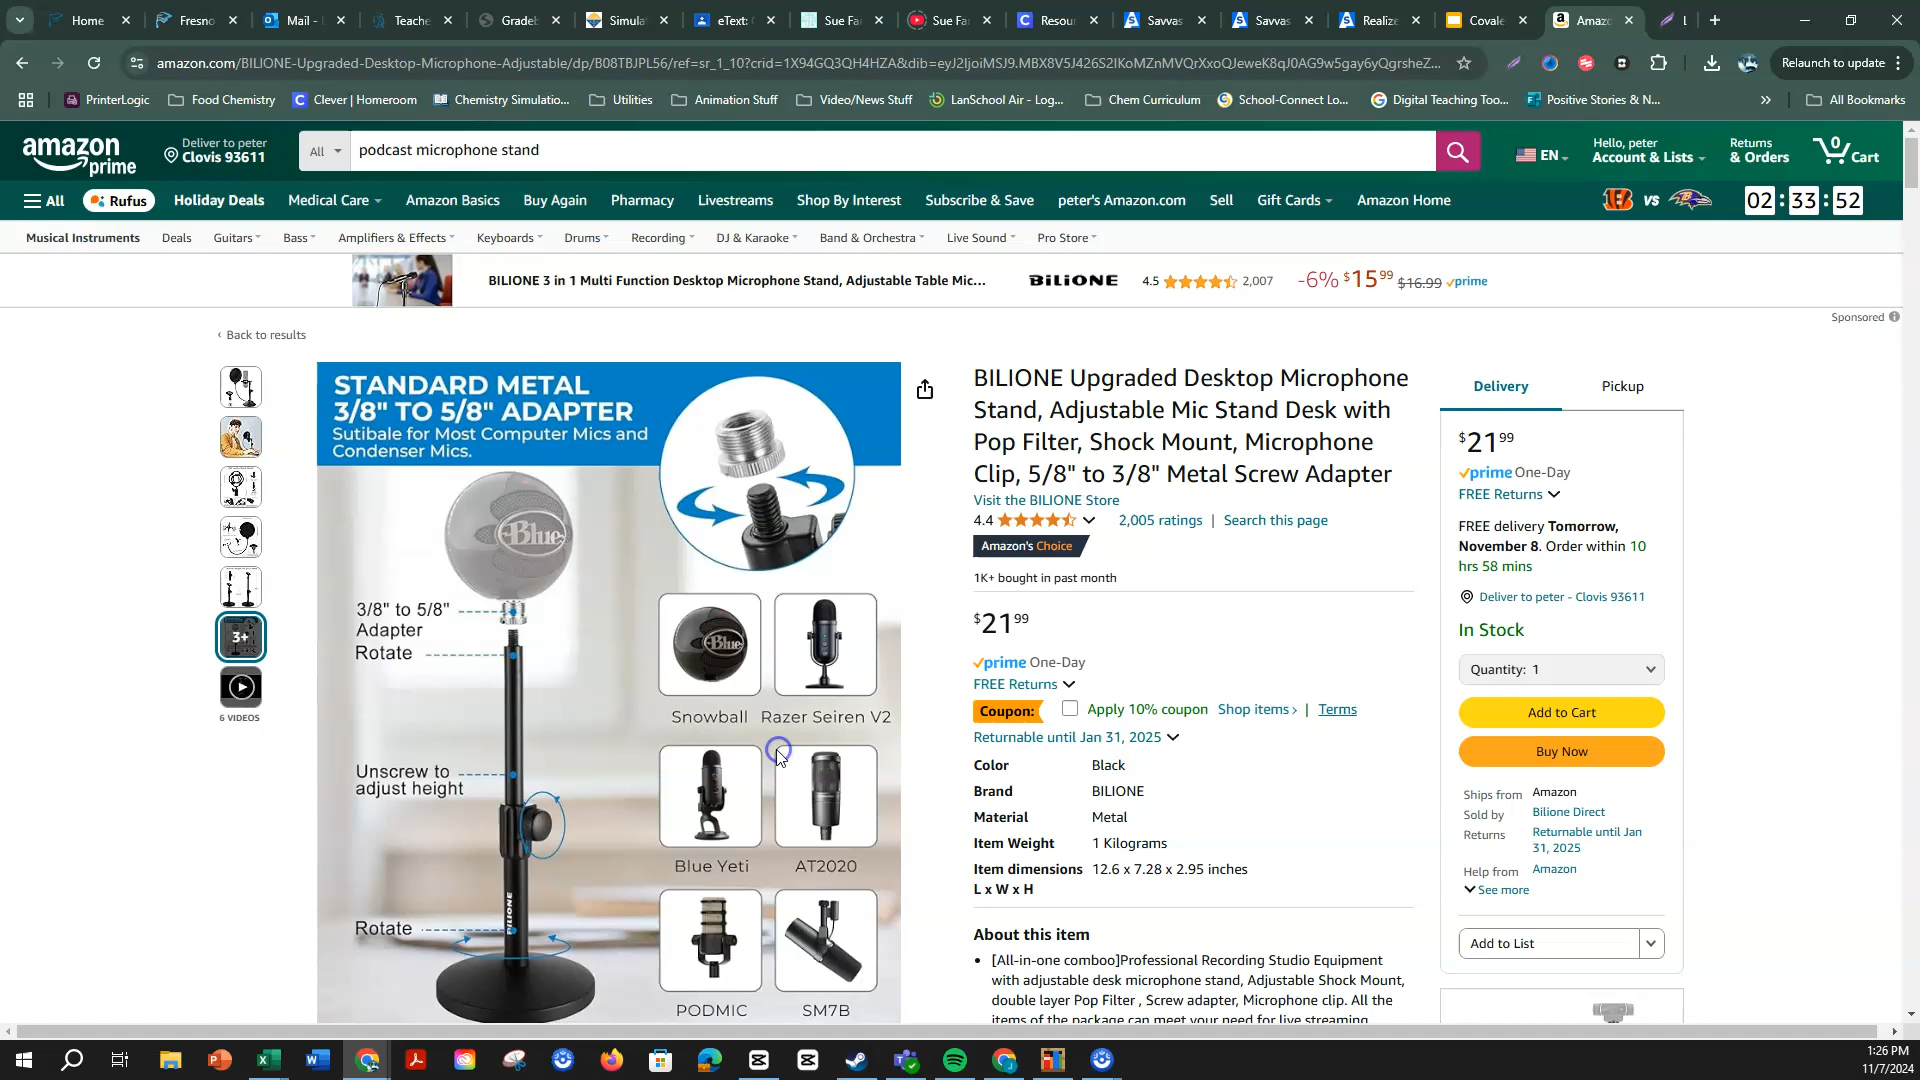 Home
Fresno
Mail -
Teache
Gradeb
Simula
eText:
Sue Fa
Sue Fa
Resour
Savvas
Savvas
Realize
Covale
Amazo
amazon.com/BILIONE-Upgraded-Desktop-Microphone-Adjustable/dp/B08TBJPL56/ref=sr_1_10?crid=1X94GQ3QH4HZA&dib=eyJ2IjoiMSJ9.MBX8V5J426S2IKoMZnMVQrXxoQJeweK8qJ0AG9w5gay6yQgrsheZ...
Relaunch to update
PrinterLogic
Food Chemistry
Clever | Homeroom
Chemistry Simulatio...
Utilities
Animation Stuff
Video/News Stuff
LanSchool Air - Log...
Chem Curriculum
School-Connect Lo...
Digital Teaching Too...
Positive Stories & N...
All Bookmarks
amazon prime
Deliver to peter
Clovis 93611
All
podcast microphone stand
EN
Hello, peter
Account & Lists
Returns
& Orders
0
Cart
All
Rufus
Holiday Deals
Medical Care
Amazon Basics
Buy Again
Pharmacy
Livestreams
Shop By Interest
Subscribe & Save
peter's Amazon.com
Sell
Gift Cards
Amazon Home
VS
02 : 33 : 52
Musical Instruments
Deals
Guitars
Bass
Amplifiers & Effects
Keyboards
Drums
Recording
DJ & Karaoke
Band & Orchestra
Live Sound
Pro Store
BILIONE 3 in 1 Multi Function Desktop Microphone Stand, Adjustable Table Mic...
BILIONE
4.5
2,007
-6% $15 99 $16.99 prime
Sponsored
‹ Back to results
3+
6 VIDEOS
STANDARD METAL
3/8" TO 5/8" ADAPTER
Sutibale for Most Computer Mics and
Condenser Mics.
Blue
3/8" to 5/8"
Adapter
Rotate
Unscrew to
adjust height
Rotate
BILIONE
Blue
Snowball
Razer Seiren V2
Blue Yeti
AT2020
PODMIC
SM7B
BILIONE Upgraded Desktop Microphone
Stand, Adjustable Mic Stand Desk with
Pop Filter, Shock Mount, Microphone
Clip, 5/8" to 3/8" Metal Screw Adapter
Visit the BILIONE Store
4.4
2,005 ratings | Search this page
Amazon's Choice
1K+ bought in past month
$21 99
prime One-Day
FREE Returns
Coupon:
Apply 10% coupon Shop items › | Terms
Returnable until Jan 31, 2025
Color Black
Brand BILIONE
Material Metal
Item Weight 1 Kilograms
Item dimensions 12.6 x 7.28 x 2.95 inches
L x W x H
About this item
• [All-in-one comboo]Professional Recording Studio Equipment
with adjustable desk microphone stand, Adjustable Shock Mount,
double layer Pop Filter , Screw adapter, Microphone clip. All the
items of the package can meet your need for live streaming,
Delivery
Pickup
$21 99
prime One-Day
FREE Returns
FREE delivery Tomorrow,
November 8. Order within 10
hrs 58 mins
Deliver to peter - Clovis 93611
In Stock
Quantity: 1
Add to Cart
Buy Now
Ships from Amazon
Sold by Bilione Direct
Returns Returnable until Jan
31, 2025
Help from Amazon
See more
Add to List
1:26 PM
11/7/2024